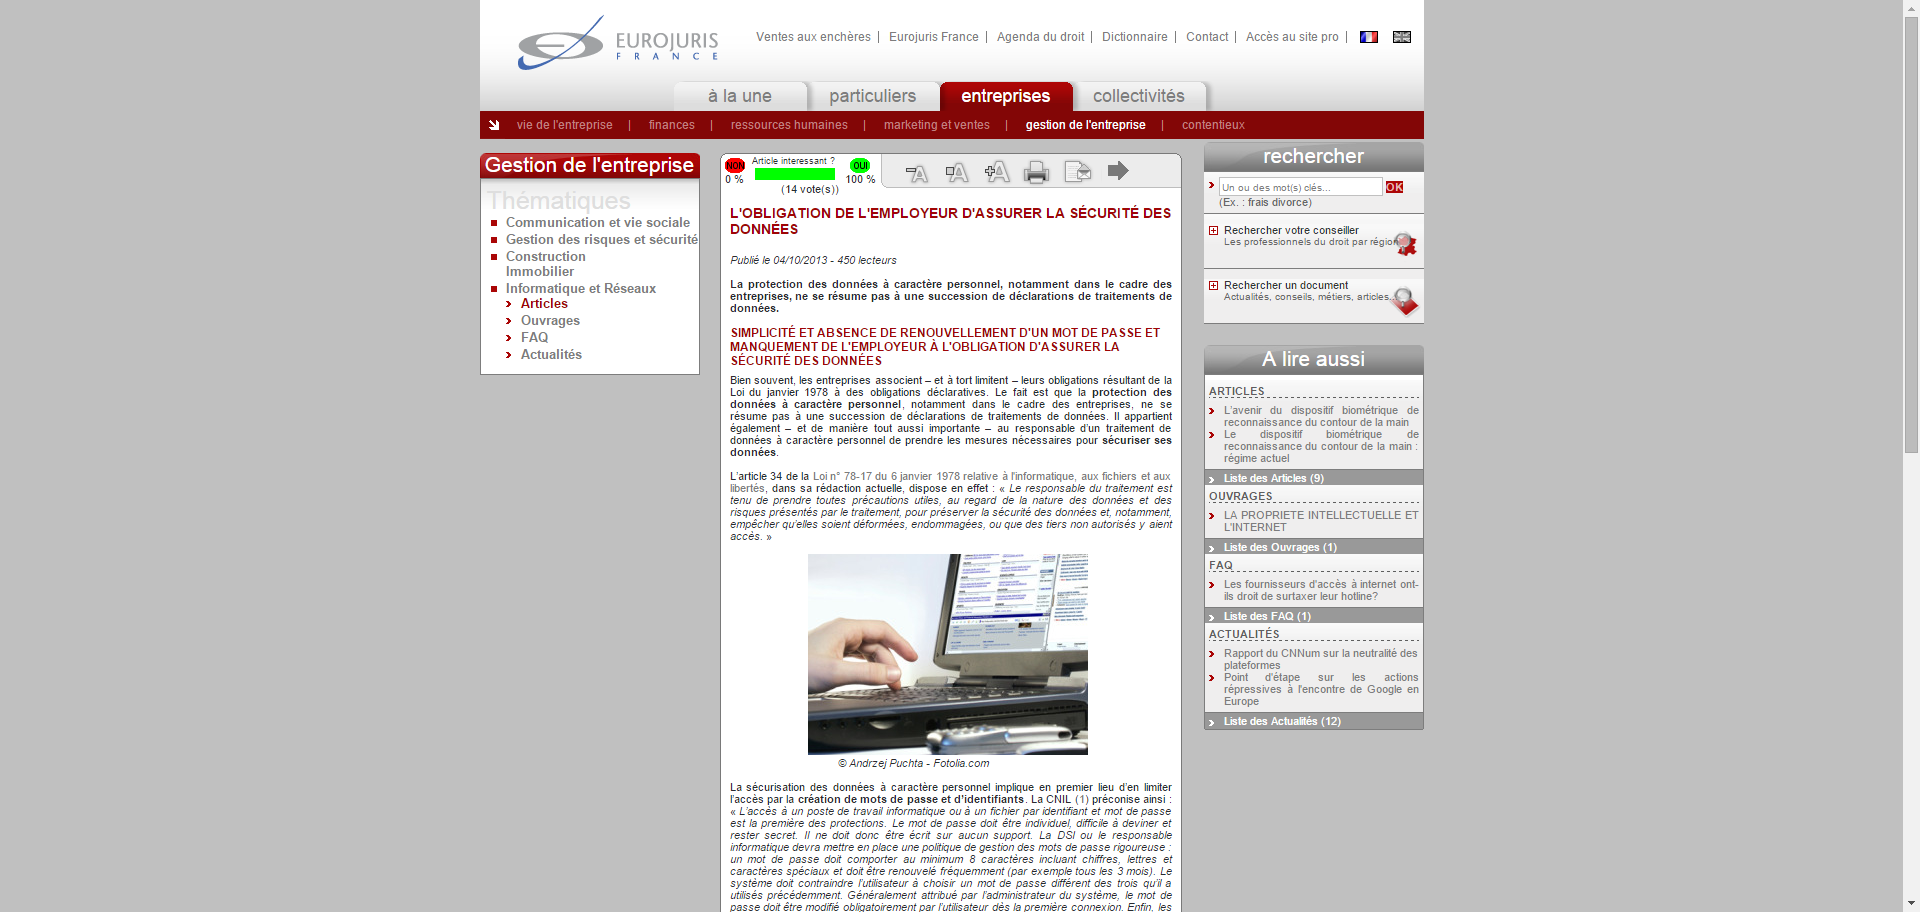 EUROJURIS
FRANCE
Ventes aux enchères | Eurojuris France | Agenda du droit | Dictionnaire | Contact | Accès au site pro |
à la une
particuliers
entreprises
collectivités
vie de l'entreprise | finances | ressources humaines | marketing et ventes | gestion de l'entreprise | contentieux
Gestion de l'entreprise
Thématiques
Communication et vie sociale
Gestion des risques et sécurité
Construction
Immobilier
Informatique et Réseaux
Articles
Ouvrages
FAQ
Actualités
NON
0 %
Article interessant ?
OUI
100 %
(14 vote(s))
L'OBLIGATION DE L'EMPLOYEUR D'ASSURER LA SÉCURITÉ DES
DONNÉES
Publié le 04/10/2013 - 450 lecteurs
La protection des données à caractère personnel, notamment dans le cadre des
entreprises, ne se résume pas à une succession de déclarations de traitements de
données.
SIMPLICITÉ ET ABSENCE DE RENOUVELLEMENT D'UN MOT DE PASSE ET
MANQUEMENT DE L'EMPLOYEUR À L'OBLIGATION D'ASSURER LA
SÉCURITÉ DES DONNÉES
Bien souvent, les entreprises associent – et à tort limitent – leurs obligations résultant de la
Loi du janvier 1978 à des obligations déclaratives. Le fait est que la protection des
données à caractère personnel, notamment dans le cadre des entreprises, ne se
résume pas à une succession de déclarations de traitements de données. Il appartient
également – et de manière tout aussi importante – au responsable d'un traitement de
données à caractère personnel de prendre les mesures nécessaires pour sécuriser ses
données.
L'article 34 de la Loi n° 78-17 du 6 janvier 1978 relative à l'informatique, aux fichiers et aux
libertés, dans sa rédaction actuelle, dispose en effet : « Le responsable du traitement est
tenu de prendre toutes précautions utiles, au regard de la nature des données et des
risques présentés par le traitement, pour préserver la sécurité des données et, notamment,
empêcher qu'elles soient déformées, endommagées, ou que des tiers non autorisés y aient
accès. »
© Andrzej Puchta - Fotolia.com
La sécurisation des données à caractère personnel implique en premier lieu d'en limiter
l'accès par la création de mots de passe et d'identifiants. La CNIL (1) préconise ainsi :
« L'accès à un poste de travail informatique ou à un fichier par identifiant et mot de passe
est la première des protections. Le mot de passe doit être individuel, difficile à deviner et
rester secret. Il ne doit donc être écrit sur aucun support. La DSI ou le responsable
informatique devra mettre en place une politique de gestion des mots de passe rigoureuse :
un mot de passe doit comporter au minimum 8 caractères incluant chiffres, lettres et
caractères spéciaux et doit être renouvelé fréquemment (par exemple tous les 3 mois). Le
système doit contraindre l'utilisateur à choisir un mot de passe différent des trois qu'il a
utilisés précédemment. Généralement attribué par l'administrateur du système, le mot de
passe doit être modifié obligatoirement par l'utilisateur dès la première connexion. Enfin, les
rechercher
Un ou des mot(s) clés...
OK
(Ex. : frais divorce)
Rechercher votre conseiller
Les professionnels du droit par région
Rechercher un document
Actualités, conseils, métiers, articles...
A lire aussi
ARTICLES
L'avenir du dispositif biométrique de
reconnaissance du contour de la main
Le dispositif biométrique de
reconnaissance du contour de la main :
régime actuel
Liste des Articles (9)
OUVRAGES
LA PROPRIETE INTELLECTUELLE ET
L'INTERNET
Liste des Ouvrages (1)
FAQ
Les fournisseurs d'accès à internet ont-
ils droit de surtaxer leur hotline?
Liste des FAQ (1)
ACTUALITÉS
Rapport du CNNum sur la neutralité des
plateformes
Point d'étape sur les actions
répressives à l'encontre de Google en
Europe
Liste des Actualités (12)